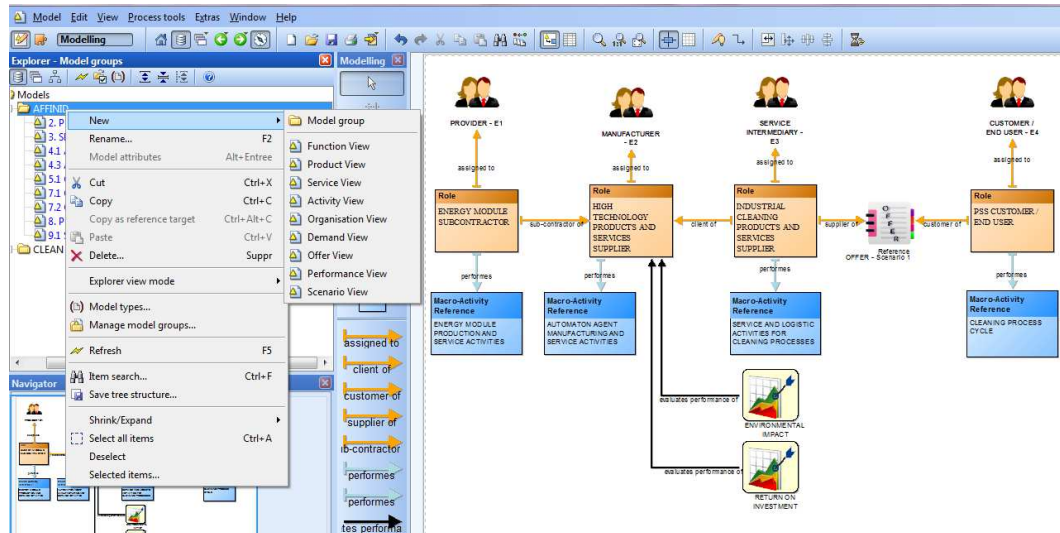 Model Edit View Process tools Extras Window Help
Modelling
Explorer - Model groups
Models
AFFINID
2. P
3. S
4.1
4.3
5.1
7.1
7.2
8. P
9.1
CLEAN
New
Rename... F2
Model attributes Alt+Entree
Cut Ctrl+X
Copy Ctrl+C
Copy as reference target Ctrl+Alt+C
Paste Ctrl+V
Delete... Suppr
Explorer view mode
Model types...
Manage model groups...
Refresh F5
Item search... Ctrl+F
Save tree structure...
Shrink/Expand
Select all items Ctrl+A
Deselect
Selected items...
Model group
Function View
Product View
Service View
Activity View
Organisation View
Demand View
Offer View
Performance View
Scenario View
Navigator
Modelling
assigned to
client of
customer of
supplier of
b-contractor
performes
performes
tes performa
PROVIDER - E1
MANUFACTURER
- E2
SERVICE
INTERMEDIARY -
E3
CUSTOMER /
END USER - E4
assigned to
assigned to
assigned to
assigned to
Role
ENERGY MODULE
SUBCONTRACTOR
sub-contractor of
Role
HIGH
TECHNOLOGY
PRODUCTS AND
SERVICES
SUPPLIER
client of
Role
INDUSTRIAL
CLEANING
PRODUCTS AND
SERVICES
SUPPLIER
supplier of
OFFER
Reference
OFFER - Scenario 1
customer of
Role
PSS CUSTOMER /
END USER
performes
performes
performes
performes
Macro-Activity
Reference
ENERGY MODULE
PRODUCTION AND
SERVICE ACTIVITIES
Macro-Activity
Reference
AUTOMATON AGENT
MANUFACTURING AND
SERVICE ACTIVITIES
Macro-Activity
Reference
SERVICE AND LOGISTIC
ACTIVITIES FOR
CLEANING PROCESSES
Macro-Activity
Reference
CLEANING PROCESS
CYCLE
evaluates performance of
ENVIRONMENTAL
IMPACT
evaluates performance of
RETURN ON
INVESTMENT